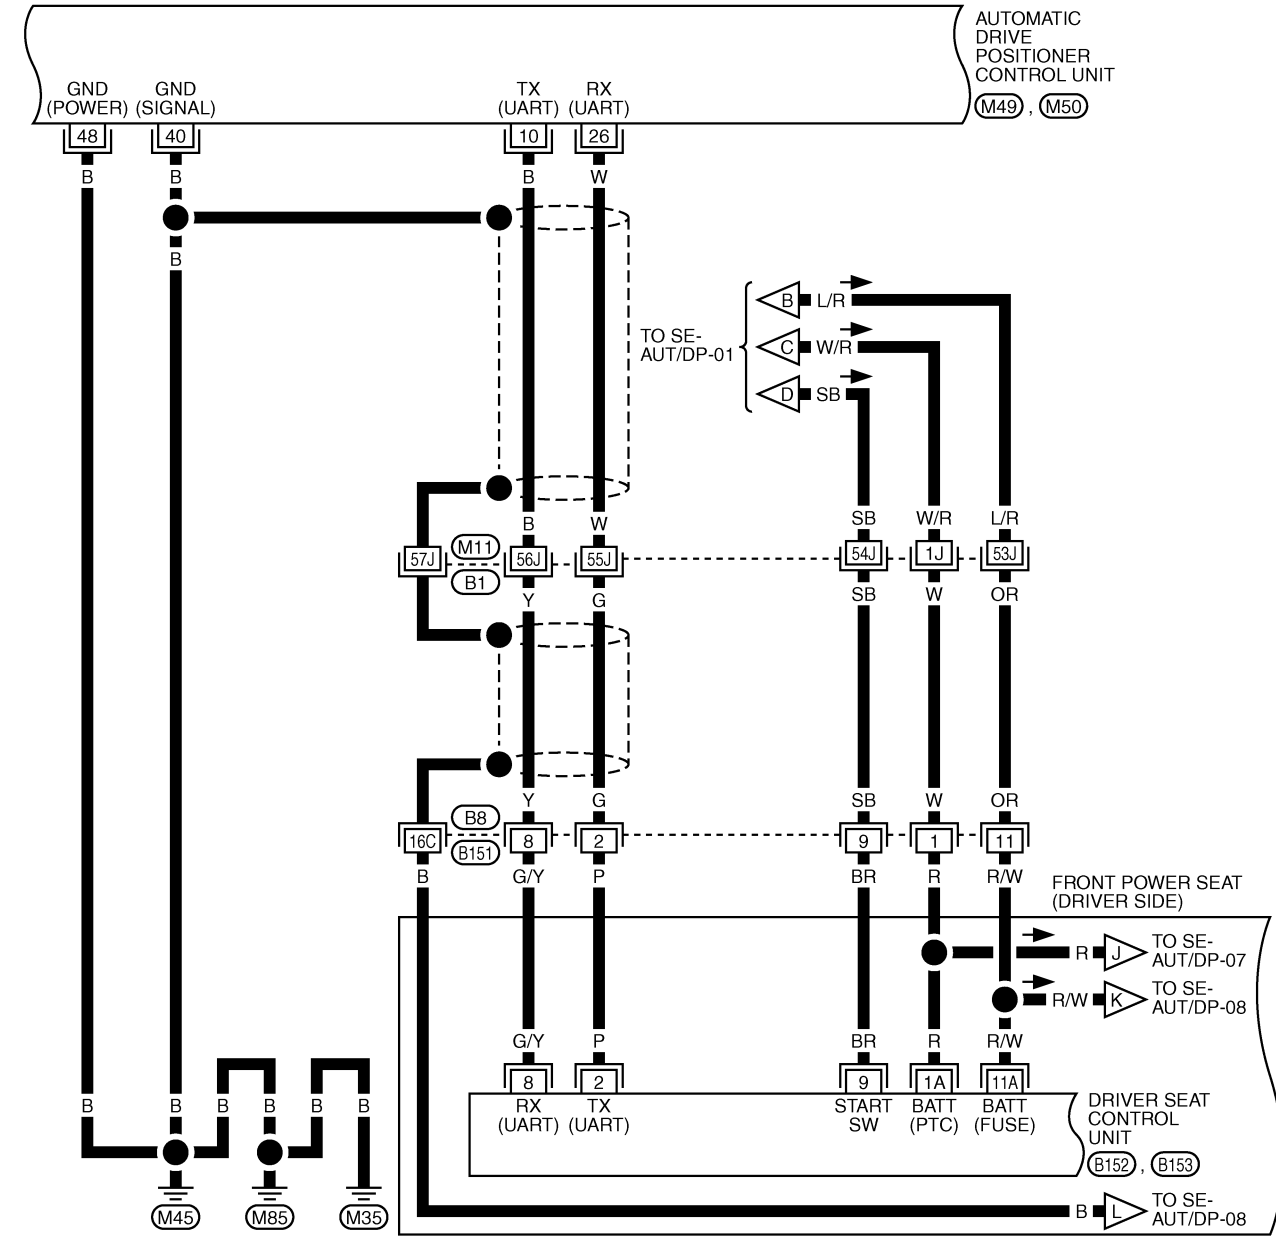 AUTOMATIC
DRIVE
POSITIONER
CONTROL UNIT
M49 , M50
GND
(POWER)
GND
(SIGNAL)
TX
(UART)
RX
(UART)
48
40
10
26
B
B
B
W
B
TO SE-
AUT/DP-01
B
L/R
C
W/R
D
SB
B
W
SB
W/R
L/R
57J
M11
B1
56J
55J
54J
1J
53J
Y
G
SB
W
OR
Y
G
SB
W
OR
16C
B8
B151
8
2
9
1
11
B
G/Y
P
BR
R
R/W
FRONT POWER SEAT
(DRIVER SIDE)
R
J
TO SE-
AUT/DP-07
R/W
K
TO SE-
AUT/DP-08
G/Y
P
BR
R
R/W
8
2
9
1A
11A
RX
(UART)
TX
(UART)
START
SW
BATT
(PTC)
BATT
(FUSE)
DRIVER SEAT
CONTROL
UNIT
B152 , B153
B
B
B
B
B
B
M45
M85
M35
B
L
TO SE-
AUT/DP-08